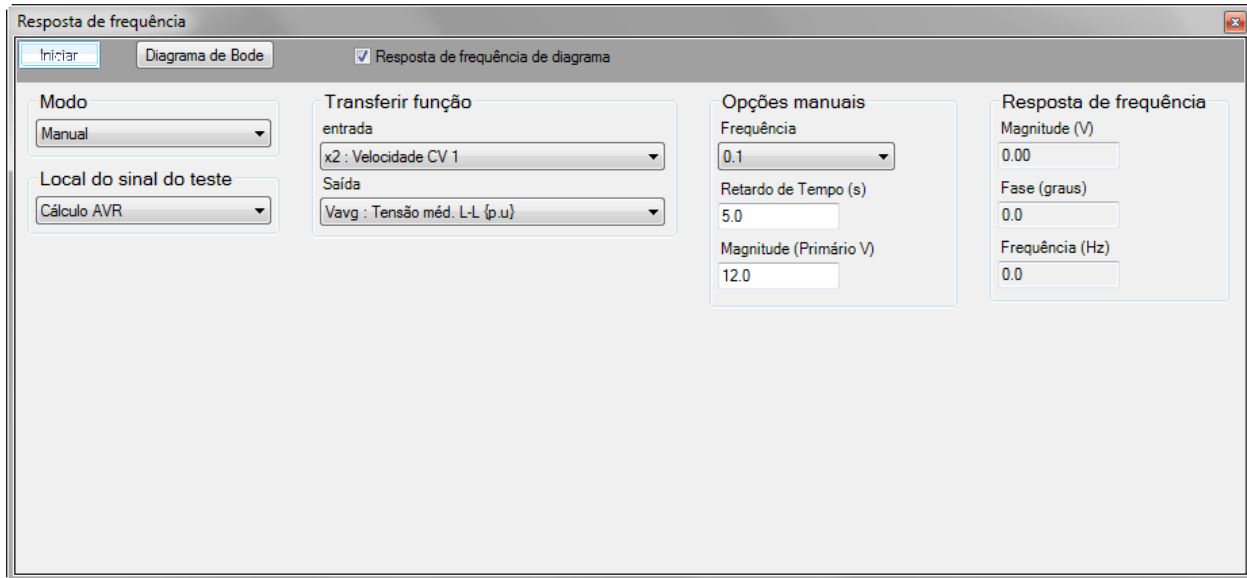 Resposta de frequência
Iniciar
Diagrama de Bode
Resposta de frequência de diagrama
Modo
Manual
Local do sinal do teste
Cálculo AVR
Transferir função
entrada
x2 : Velocidade CV 1
Saída
Vavg : Tensão méd. L-L {p.u}
Opções manuais
Frequência
0.1
Retardo de Tempo (s)
5.0
Magnitude (Primário V)
12.0
Resposta de frequência
Magnitude (V)
0.00
Fase (graus)
0.0
Frequência (Hz)
0.0